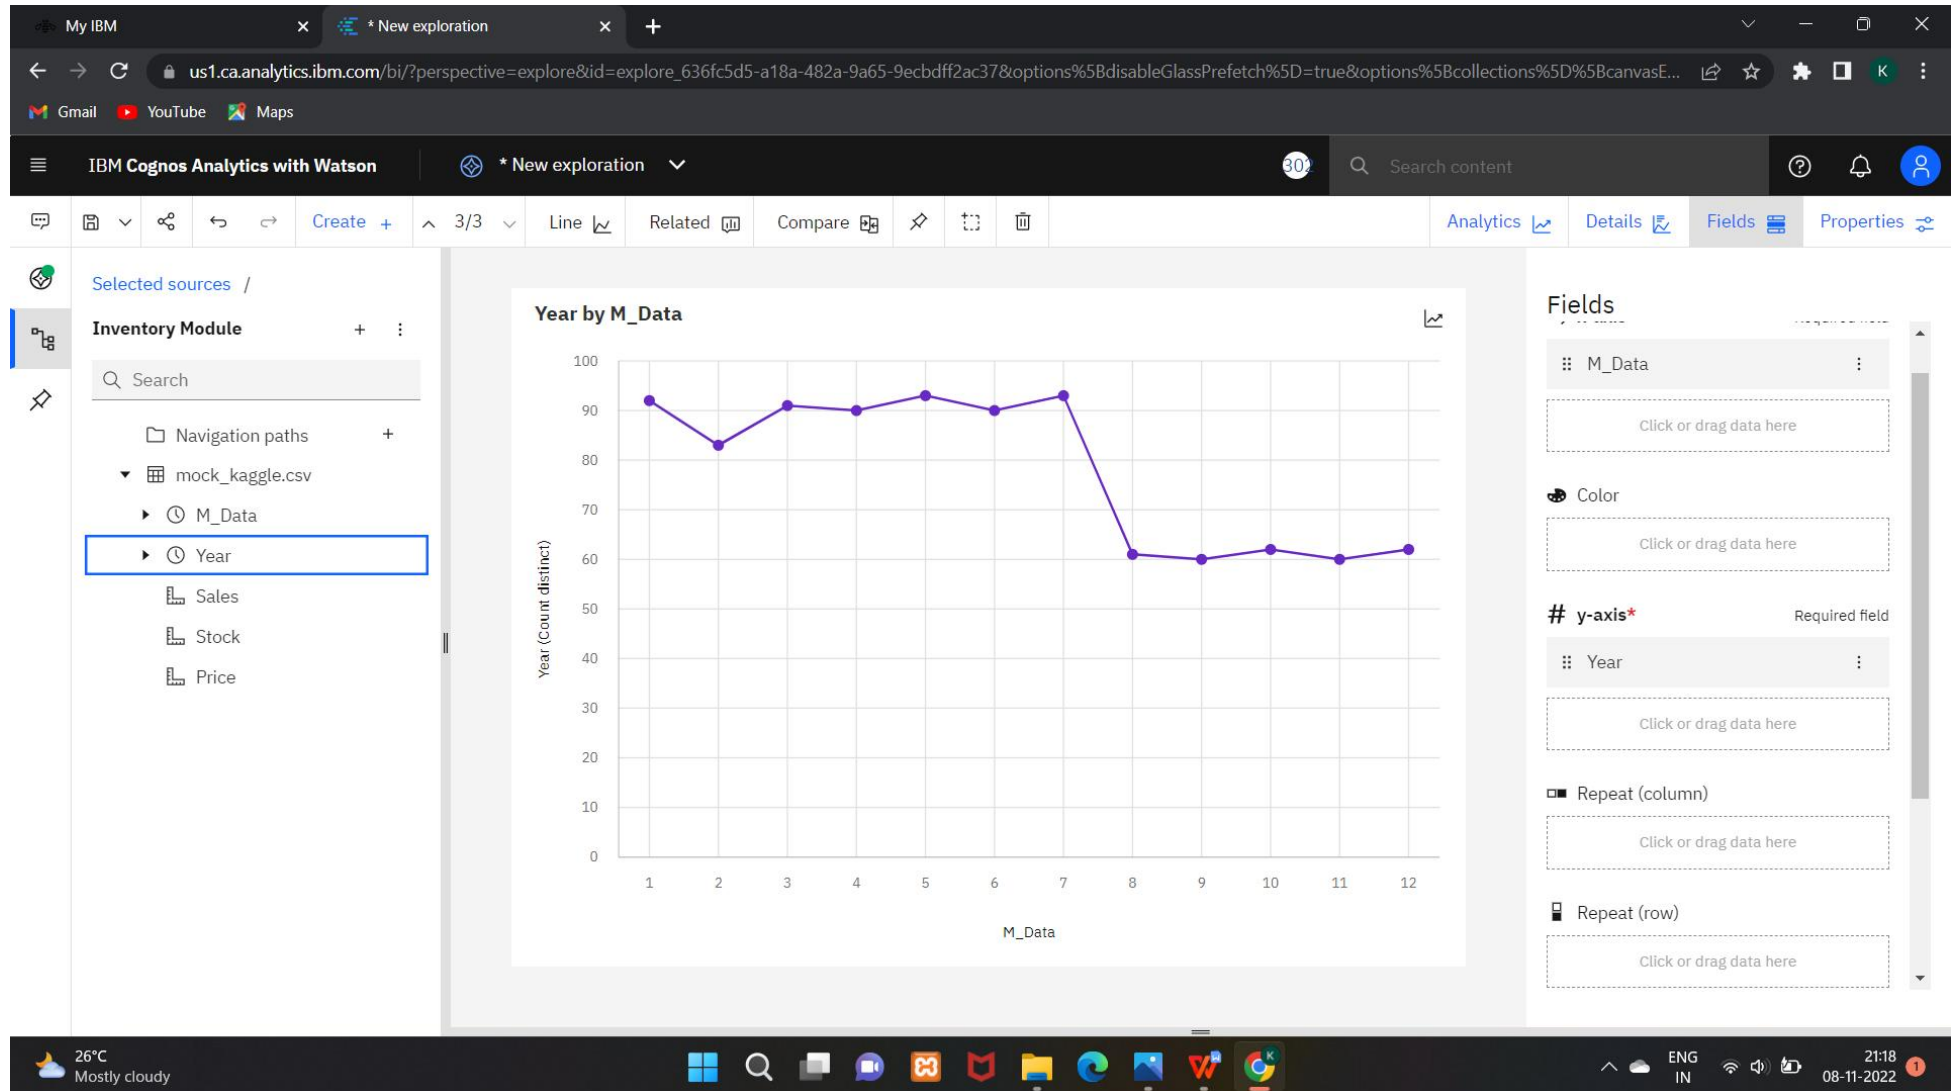 My IBM
* New exploration
us1.ca.analytics.ibm.com/bi/?perspective=explore&id=explore_636fc5d5-a18a-482a-9a65-9ecbdff2ac37&options%5BdisableGlassPrefetch%5D=true&options%5Bcollections%5D%5BcanvasE...
K
Gmail YouTube Maps
IBM Cognos Analytics with Watson
* New exploration
302
Search content
Create + 3/3 Line Related Compare
Analytics Details Fields Properties
Selected sources /
Inventory Module
Search
Navigation paths
mock_kaggle.csv
M_Data
Year
Sales
Stock
Price
Year by M_Data
100
90
80
70
60
50
40
30
20
10
0
Year (Count distinct)
1 2 3 4 5 6 7 8 9 10 11 12
M_Data
Fields
M_Data
Click or drag data here
Color
Click or drag data here
# y-axis* Required field
Year
Click or drag data here
Repeat (column)
Click or drag data here
Repeat (row)
Click or drag data here
26°C
Mostly cloudy
ENG
IN
21:18
08-11-2022
1